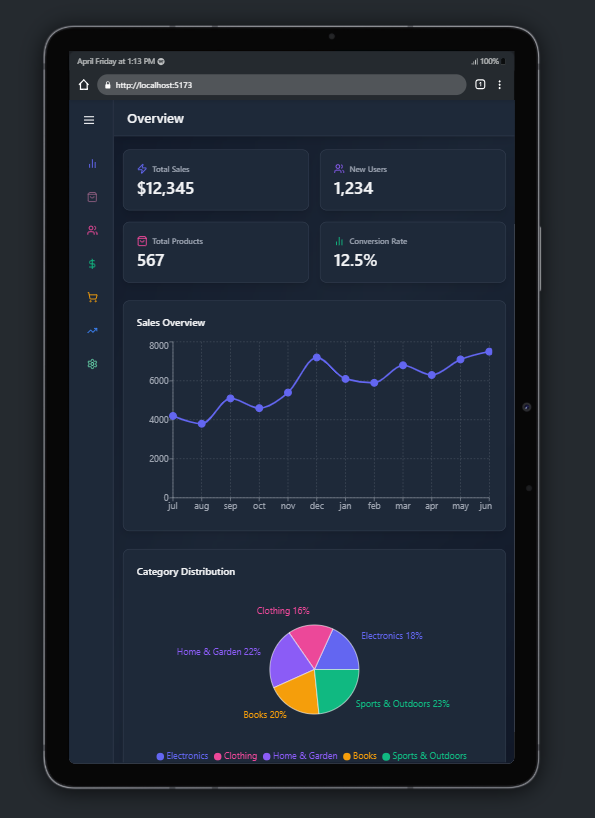 April Friday at 1:13 PM
100%
http://localhost:5173
1
Overview
Total Sales
$12,345
New Users
1,234
Total Products
567
Conversion Rate
12.5%
Sales Overview
8000
6000
4000
2000
0
jul aug sep oct nov dec jan feb mar apr may jun
Category Distribution
Clothing 16%
Electronics 18%
Home & Garden 22%
Sports & Outdoors 23%
Books 20%
Electronics Clothing Home & Garden Books Sports & Outdoors